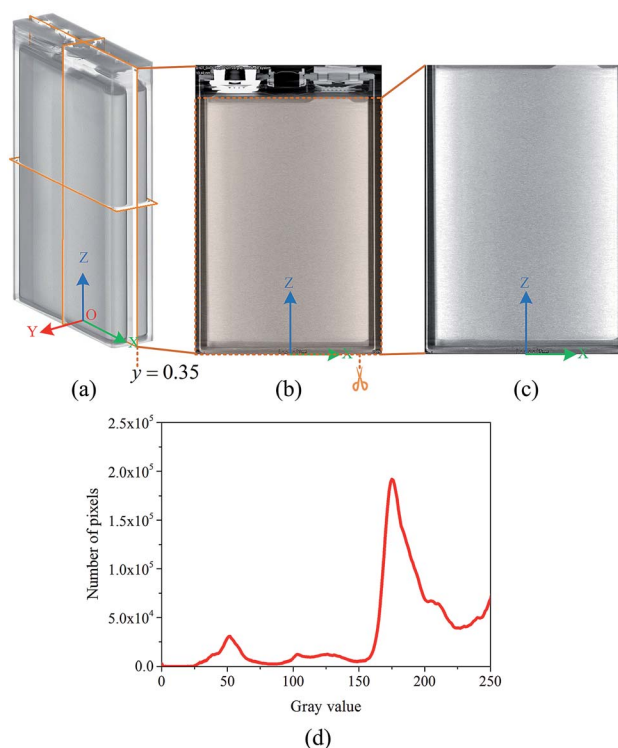 Z
O
Y
X
Z
X
Z
X
y = 0.35
(a)
(b)
(c)
2.5x10⁵
2.0x10⁵
1.5x10⁵
1.0x10⁵
5.0x10⁴
0.0
Number of pixels
0
50
100
150
200
250
Gray value
(d)